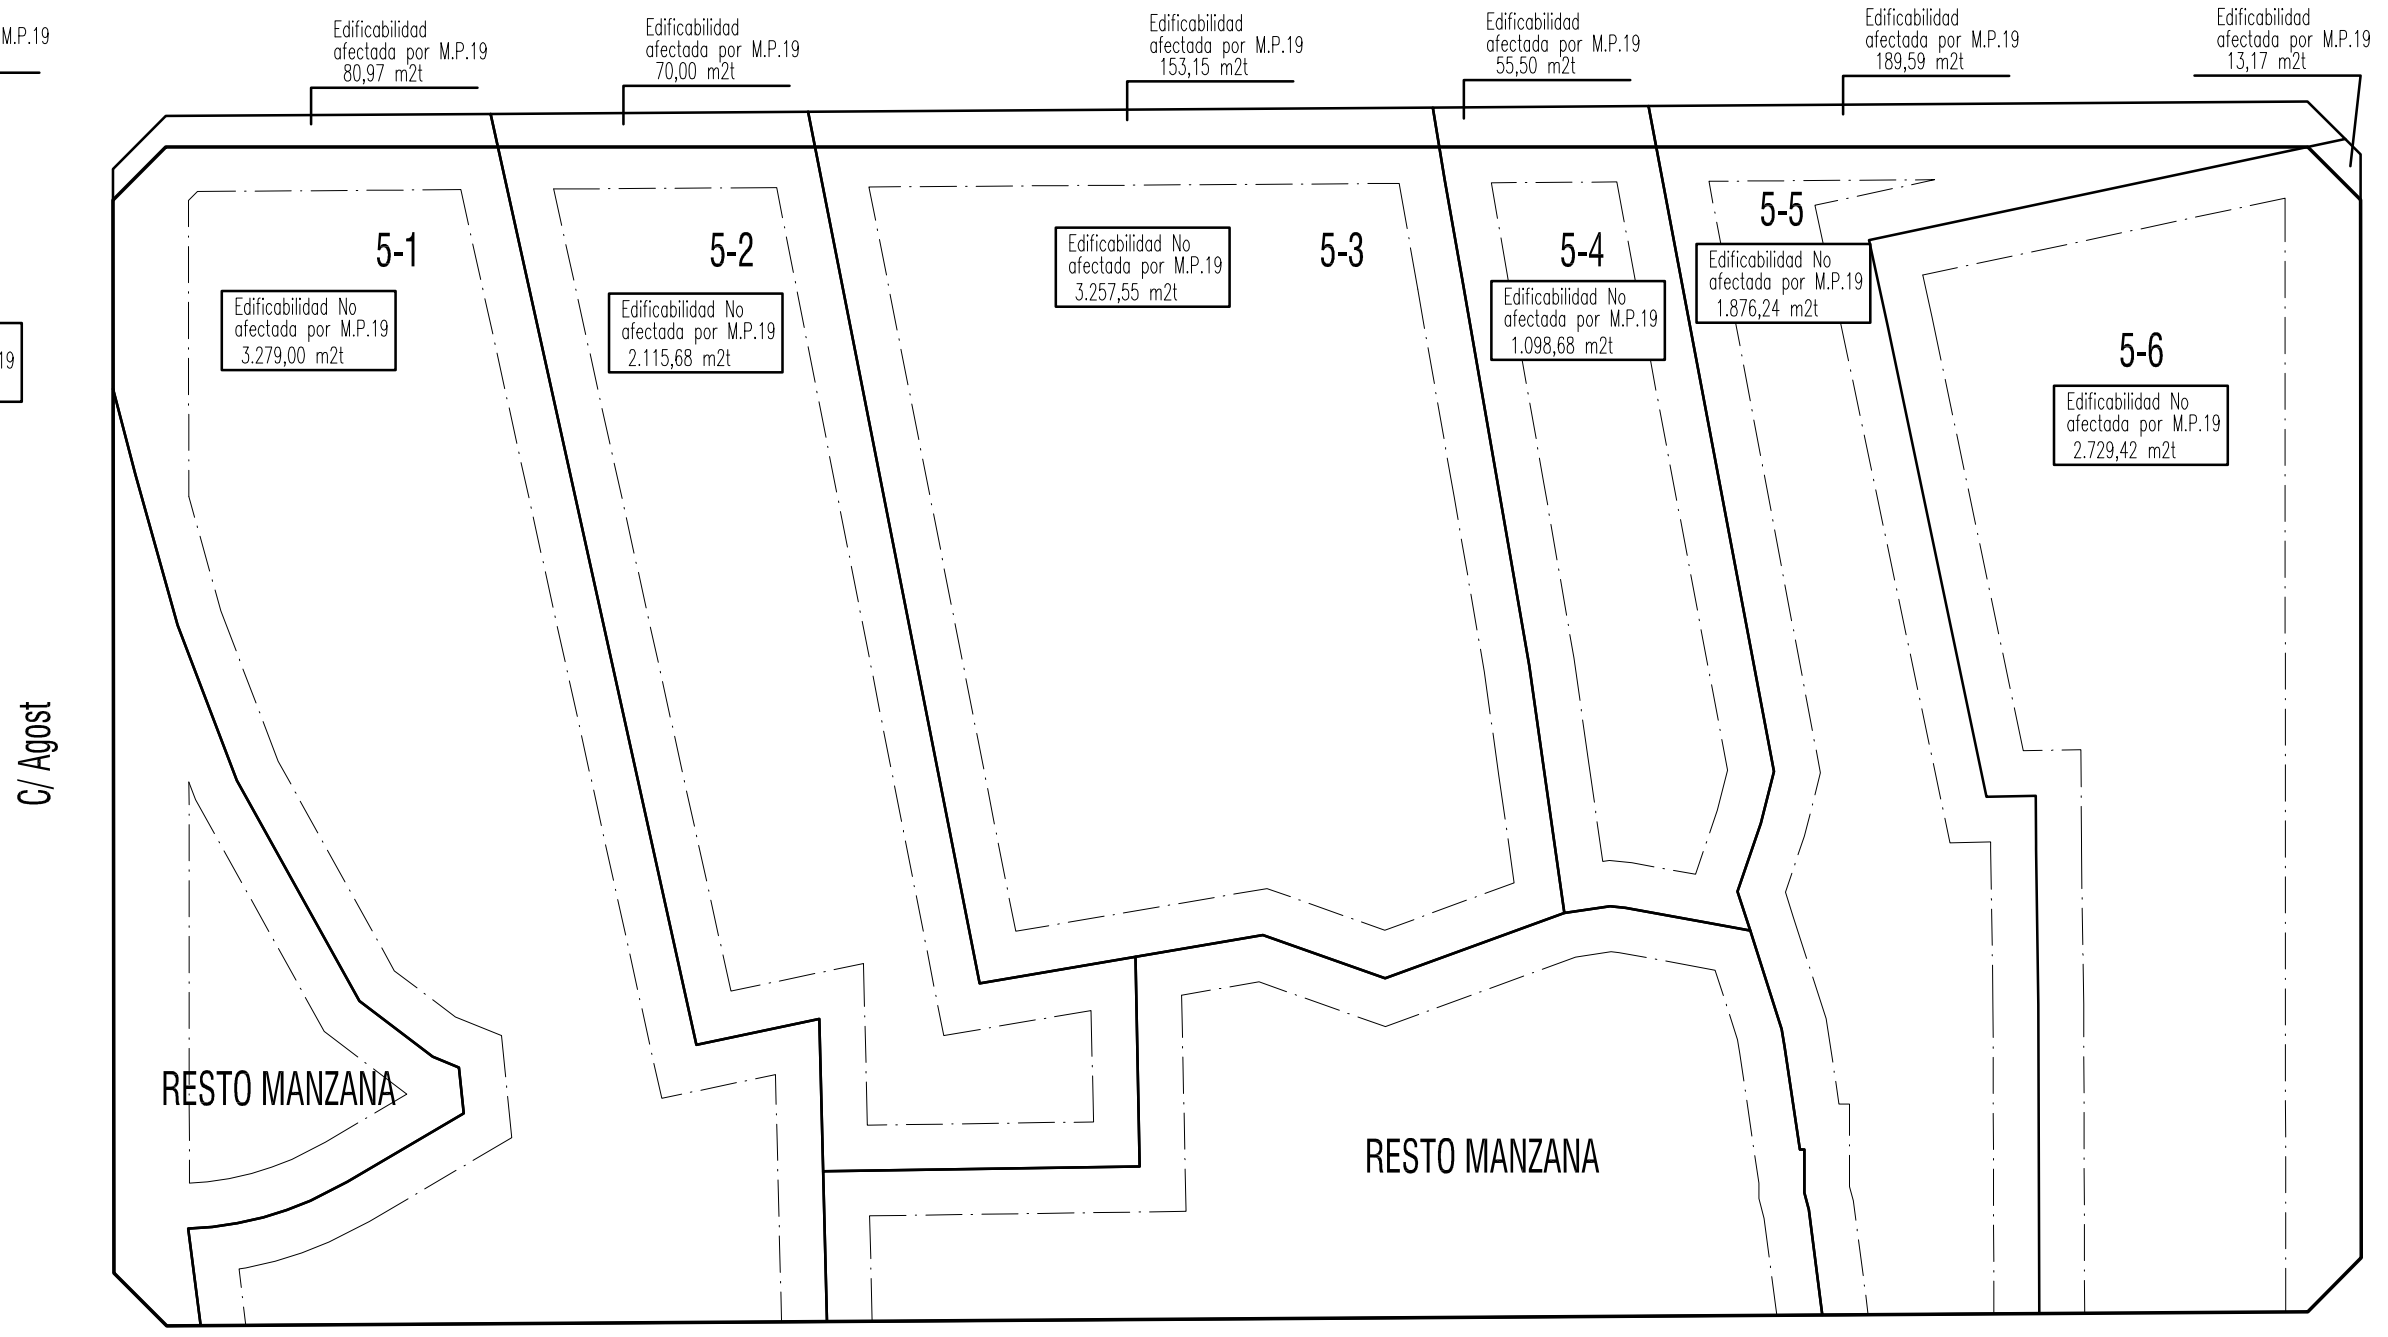 M.P.19
Edificabilidad
afectada por M.P.19
80,97 m2t
Edificabilidad
afectada por M.P.19
70,00 m2t
Edificabilidad
afectada por M.P.19
153,15 m2t
Edificabilidad
afectada por M.P.19
55,50 m2t
Edificabilidad
afectada por M.P.19
189,59 m2t
Edificabilidad
afectada por M.P.19
13,17 m2t
5-1
Edificabilidad No
afectada por M.P.19
3.279,00 m2t
5-2
Edificabilidad No
afectada por M.P.19
2.115,68 m2t
5-3
Edificabilidad No
afectada por M.P.19
3.257,55 m2t
5-4
Edificabilidad No
afectada por M.P.19
1.098,68 m2t
5-5
Edificabilidad No
afectada por M.P.19
1.876,24 m2t
5-6
Edificabilidad No
afectada por M.P.19
2.729,42 m2t
19
C/ Agost
RESTO MANZANA
RESTO MANZANA